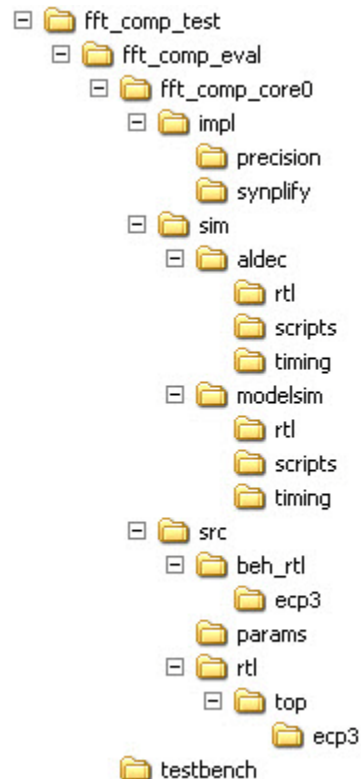 fft_comp_test
fft_comp_eval
fft_comp_core0
impl
precision
synplify
sim
aldec
rtl
scripts
timing
modelsim
rtl
scripts
timing
src
beh_rtl
ecp3
params
rtl
top
ecp3
testbench